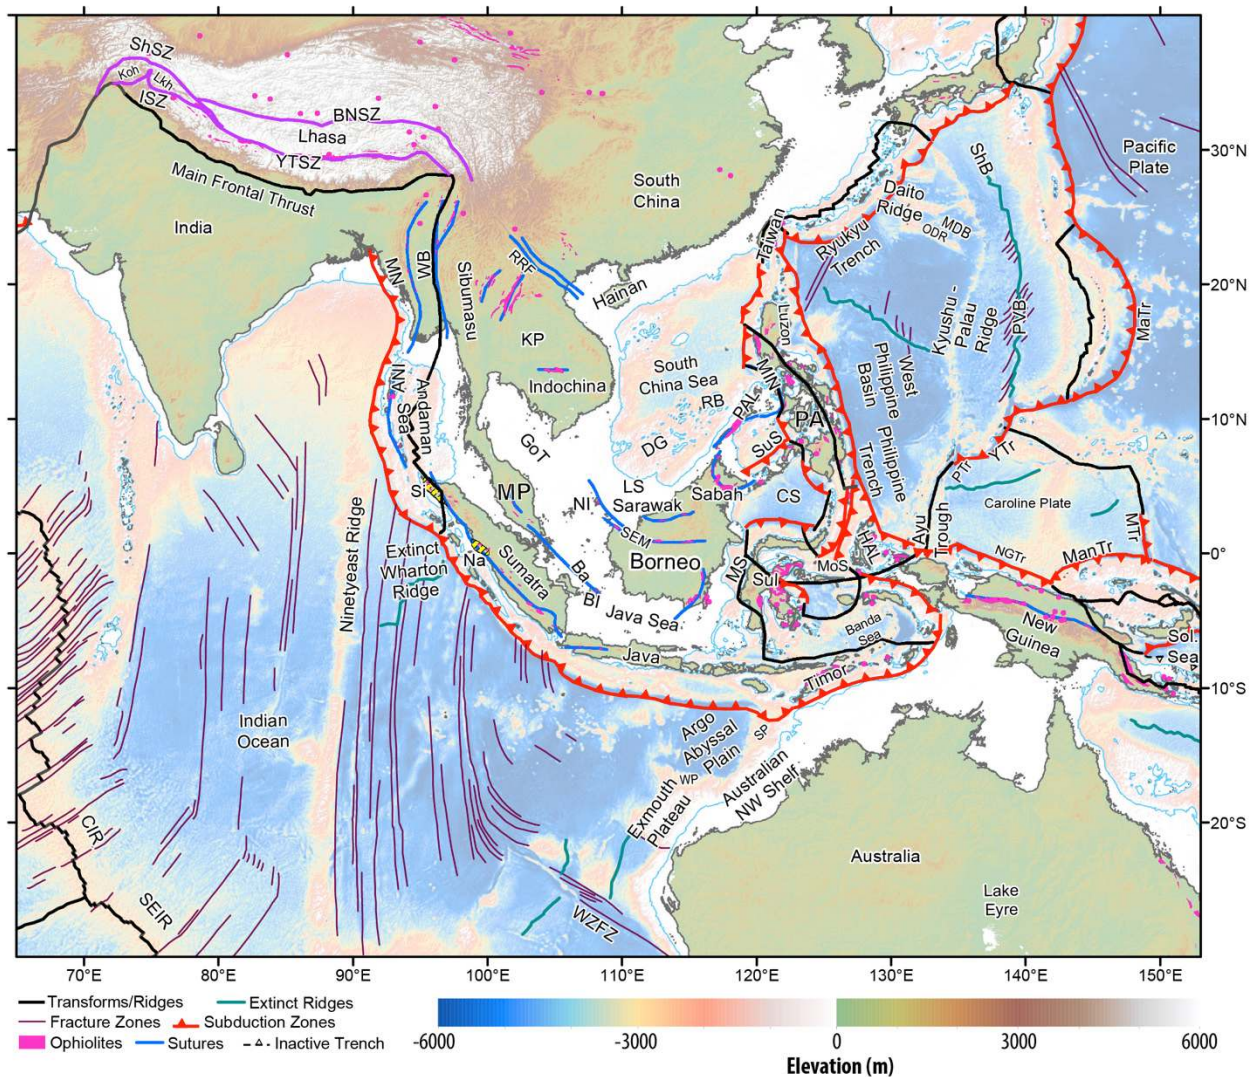 ShSZ
Koh
Lkh
ISZ
BNSZ
Lhasa
YTSZ
Main Frontal Thrust
India
South
China
Pacific
Plate
30°N
ShB
Daito
Ridge
MDB
ODR
Taiwan
Ryukyu
Trench
MN
WB
Sibumasu
RRF
Hainan
20°N
KP
Indochina
Luzon
South
China Sea
RB
DG
MIN
PAL
PA
SuS
West
Philippine
Basin
Kyushu -
Palau
Ridge
PVB
MaTr
10°N
ANI
Andaman
Sea
GoT
MP
Si
Na
Sumatra
NI
LS
Sarawak
Sabah
SEM
Borneo
CS
Philippine
Trench
PTr
YTr
Caroline Plate
Ayu
Trough
MTr
0°
NGTr
ManTr
HAL
MoS
MS
Sul
Ba
BI
Java Sea
Java
Banda
Sea
Timor
New
Guinea
Sol.
Sea
10°S
Ninetyeast Ridge
Extinct
Wharton
Ridge
Indian
Ocean
Argo
Abyssal
Plain
SP
WP
Exmouth
Plateau
Australian
NW Shelf
20°S
Australia
Lake
Eyre
CIR
SEIR
WZFZ
70°E
80°E
90°E
100°E
110°E
120°E
130°E
140°E
150°E
Transforms/Ridges
Extinct Ridges
Fracture Zones
Subduction Zones
Ophiolites
Sutures
Inactive Trench
-6000
-3000
0
3000
6000
Elevation (m)